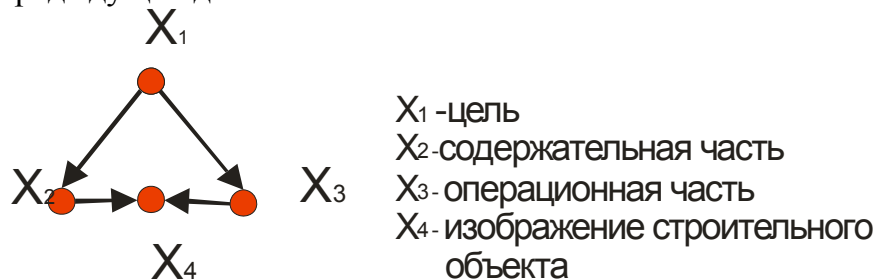 X1
X2
X3
X4
X1 -цель
X2-содержательная часть
X3- операционная часть
X4- изображение строительного
объекта